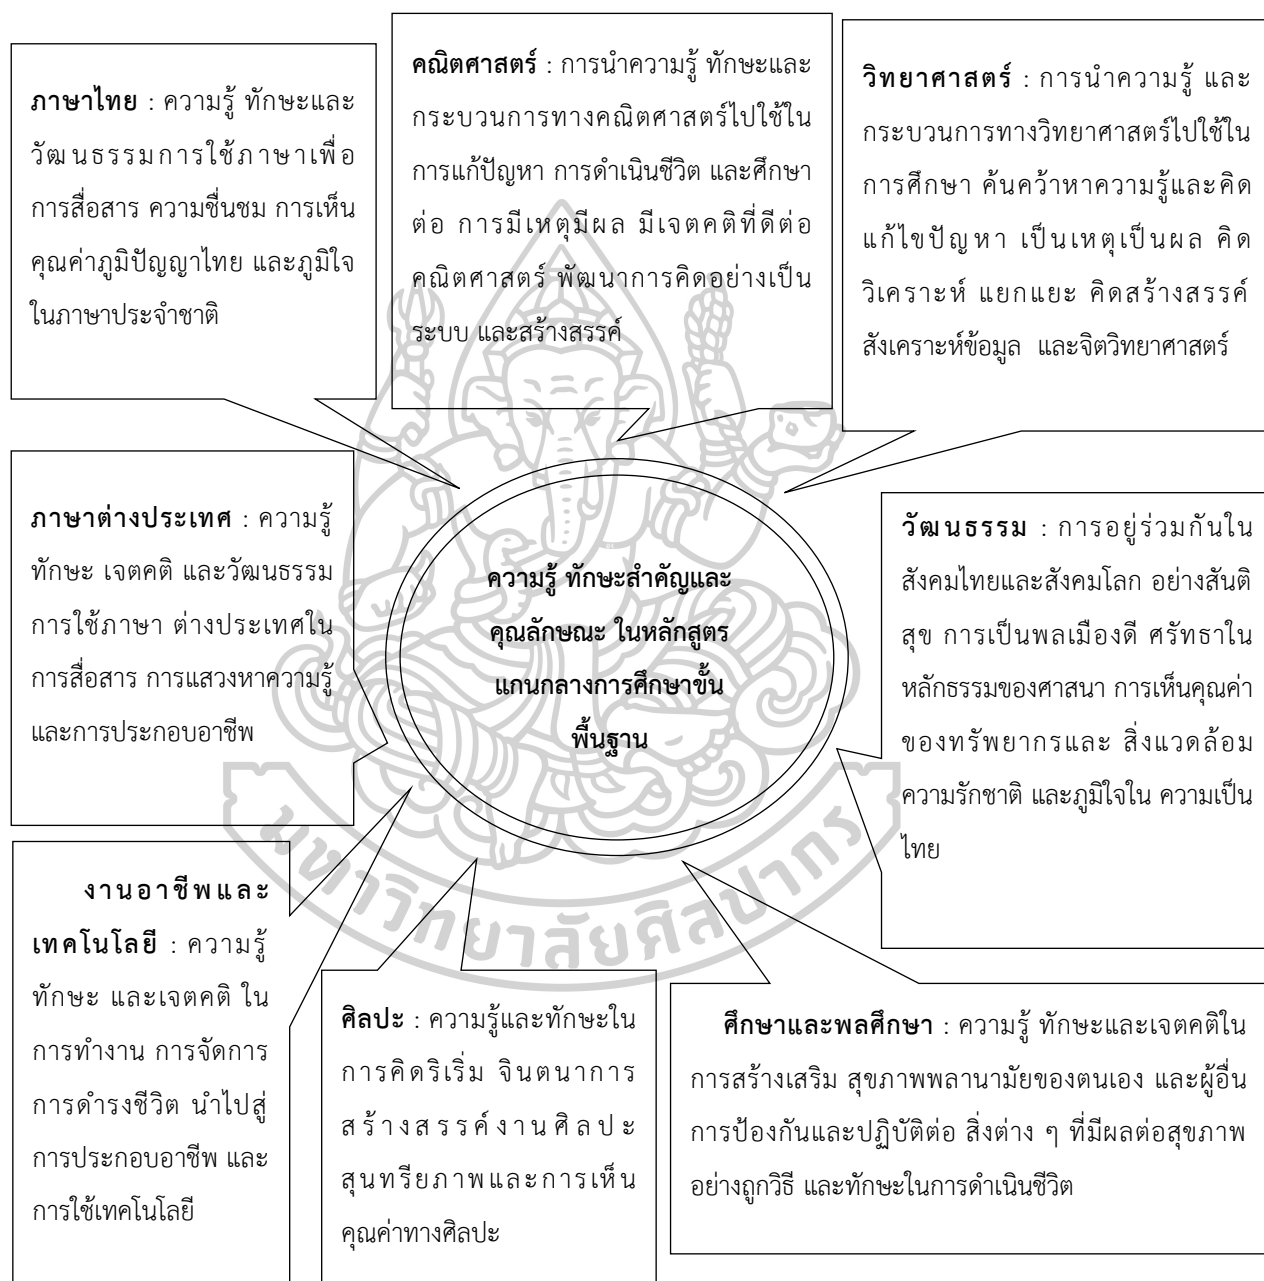 ภาษาไทย : ความรู้ ทักษะและ
วัฒนธรรมการใช้ภาษาเพื่อ
การสื่อสาร ความชื่นชม การเห็น
คุณค่าภูมิปัญญาไทย และภูมิใจ
ในภาษาประจำชาติ
คณิตศาสตร์ : การนำความรู้ ทักษะและ
กระบวนการทางคณิตศาสตร์ไปใช้ใน
การแก้ปัญหา การดำเนินชีวิต และศึกษา
ต่อ การมีเหตุมีผล มีเจตคติที่ดีต่อ
คณิตศาสตร์ พัฒนาการคิดอย่างเป็น
ระบบ และสร้างสรรค์
วิทยาศาสตร์ : การนำความรู้ และ
กระบวนการทางวิทยาศาสตร์ไปใช้ใน
การศึกษา ค้นคว้าหาความรู้และคิด
แก้ไขปัญหา เป็นเหตุเป็นผล คิด
วิเคราะห์ แยกแยะ คิดสร้างสรรค์
สังเคราะห์ข้อมูล และจิตวิทยาศาสตร์
ภาษาต่างประเทศ : ความรู้
ทักษะ เจตคติ และวัฒนธรรม
การใช้ภาษา ต่างประเทศใน
การสื่อสาร การแสวงหาความรู้
และการประกอบอาชีพ
ความรู้ ทักษะสำคัญและ
คุณลักษณะ ในหลักสูตร
แกนกลางการศึกษาขั้น
พื้นฐาน
วัฒนธรรม : การอยู่ร่วมกันใน
สังคมไทยและสังคมโลก อย่างสันติ
สุข การเป็นพลเมืองดี ศรัทธาใน
หลักธรรมของศาสนา การเห็นคุณค่า
ของทรัพยากรและ สิ่งแวดล้อม
ความรักชาติ และภูมิใจใน ความเป็น
ไทย
งานอาชีพและ
เทคโนโลยี : ความรู้
ทักษะ และเจตคติ ใน
การทำงาน การจัดการ
การดำรงชีวิต นำไปสู่
การประกอบอาชีพ และ
การใช้เทคโนโลยี
ศิลปะ : ความรู้และทักษะใน
การคิดริเริ่ม จินตนาการ
สร้างสรรค์งานศิลปะ
สุนทรียภาพและการเห็น
คุณค่าทางศิลปะ
ศึกษาและพลศึกษา : ความรู้ ทักษะและเจตคติใน
การสร้างเสริม สุขภาพพลานามัยของตนเอง และผู้อื่น
การป้องกันและปฏิบัติต่อ สิ่งต่าง ๆ ที่มีผลต่อสุขภาพ
อย่างถูกวิธี และทักษะในการดำเนินชีวิต
มหาวิทยาลัยศิลปากร